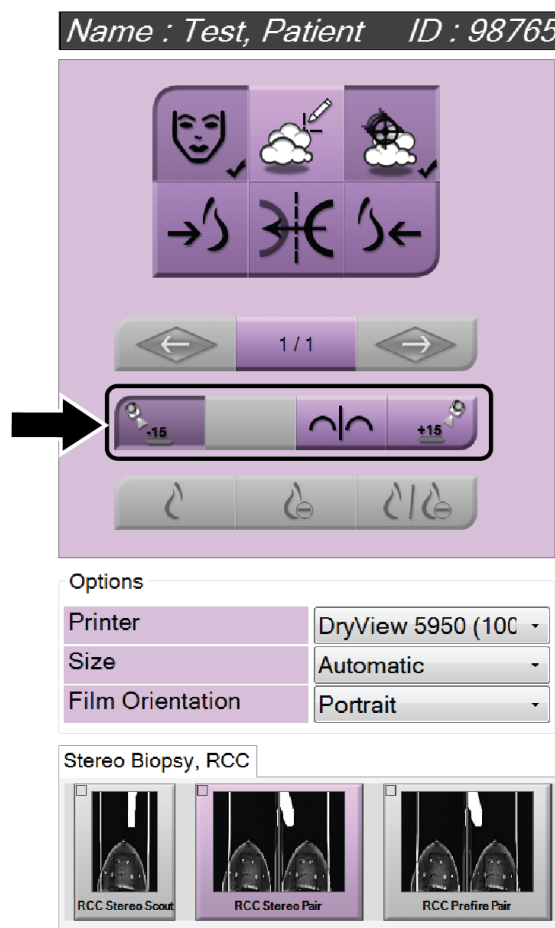 Name : Test, Patient ID : 98765
1 / 1
-15 +15
Options
Printer DryView 5950 (100
Size Automatic
Film Orientation Portrait
Stereo Biopsy, RCC
RCC Stereo Scout RCC Stereo Pair RCC Prefire Pair